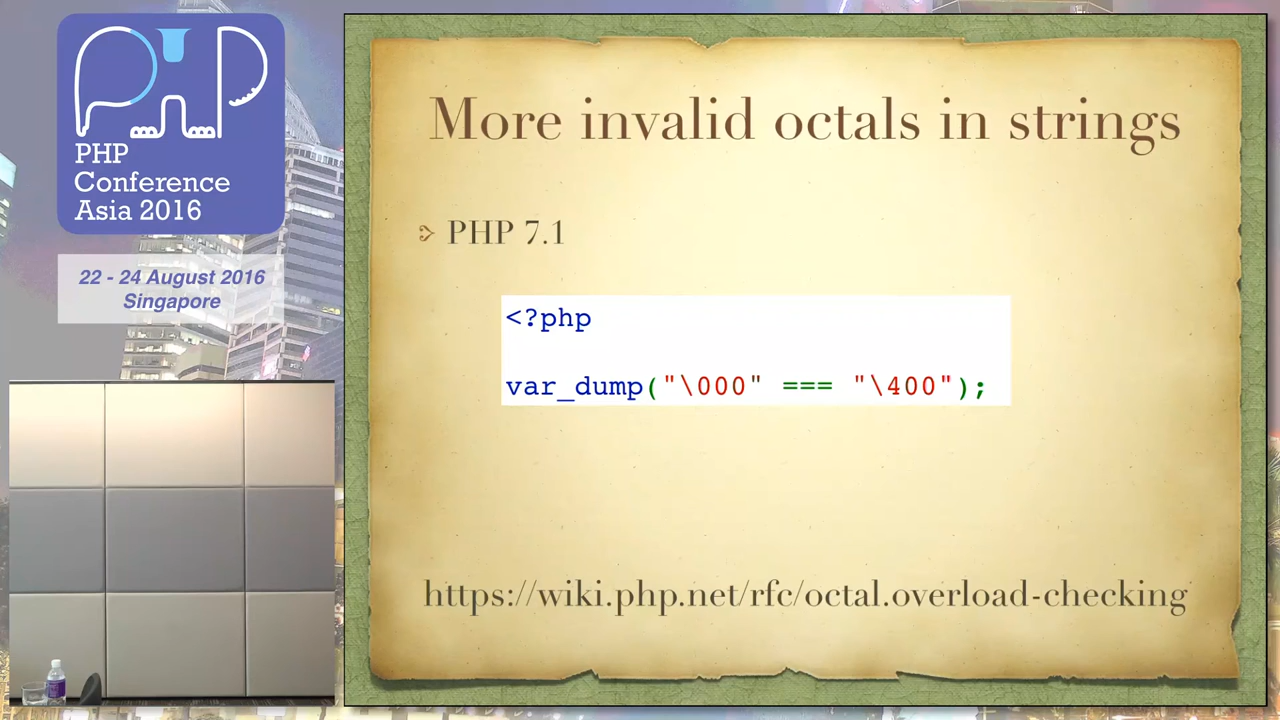 PHP
PHP
Conference
Asia 2016
22 - 24 August 2016
Singapore
More invalid octals in strings
PHP 7.1
<?php
var_dump("\000" === "\400");
https://wiki.php.net/rfc/octal.overload-checking